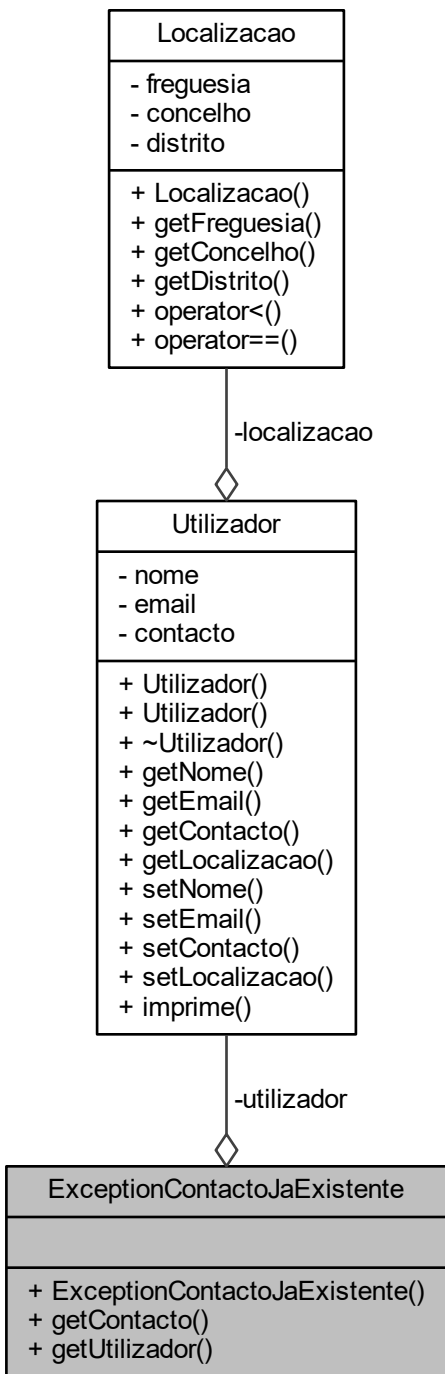 Localizacao
- freguesia
- concelho
- distrito
+ Localizacao()
+ getFreguesia()
+ getConcelho()
+ getDistrito()
+ operator<()
+ operator==()
-localizacao
Utilizador
- nome
- email
- contacto
+ Utilizador()
+ Utilizador()
+ ~Utilizador()
+ getNome()
+ getEmail()
+ getContacto()
+ getLocalizacao()
+ setNome()
+ setEmail()
+ setContacto()
+ setLocalizacao()
+ imprime()
-utilizador
ExceptionContactoJaExistente
+ ExceptionContactoJaExistente()
+ getContacto()
+ getUtilizador()